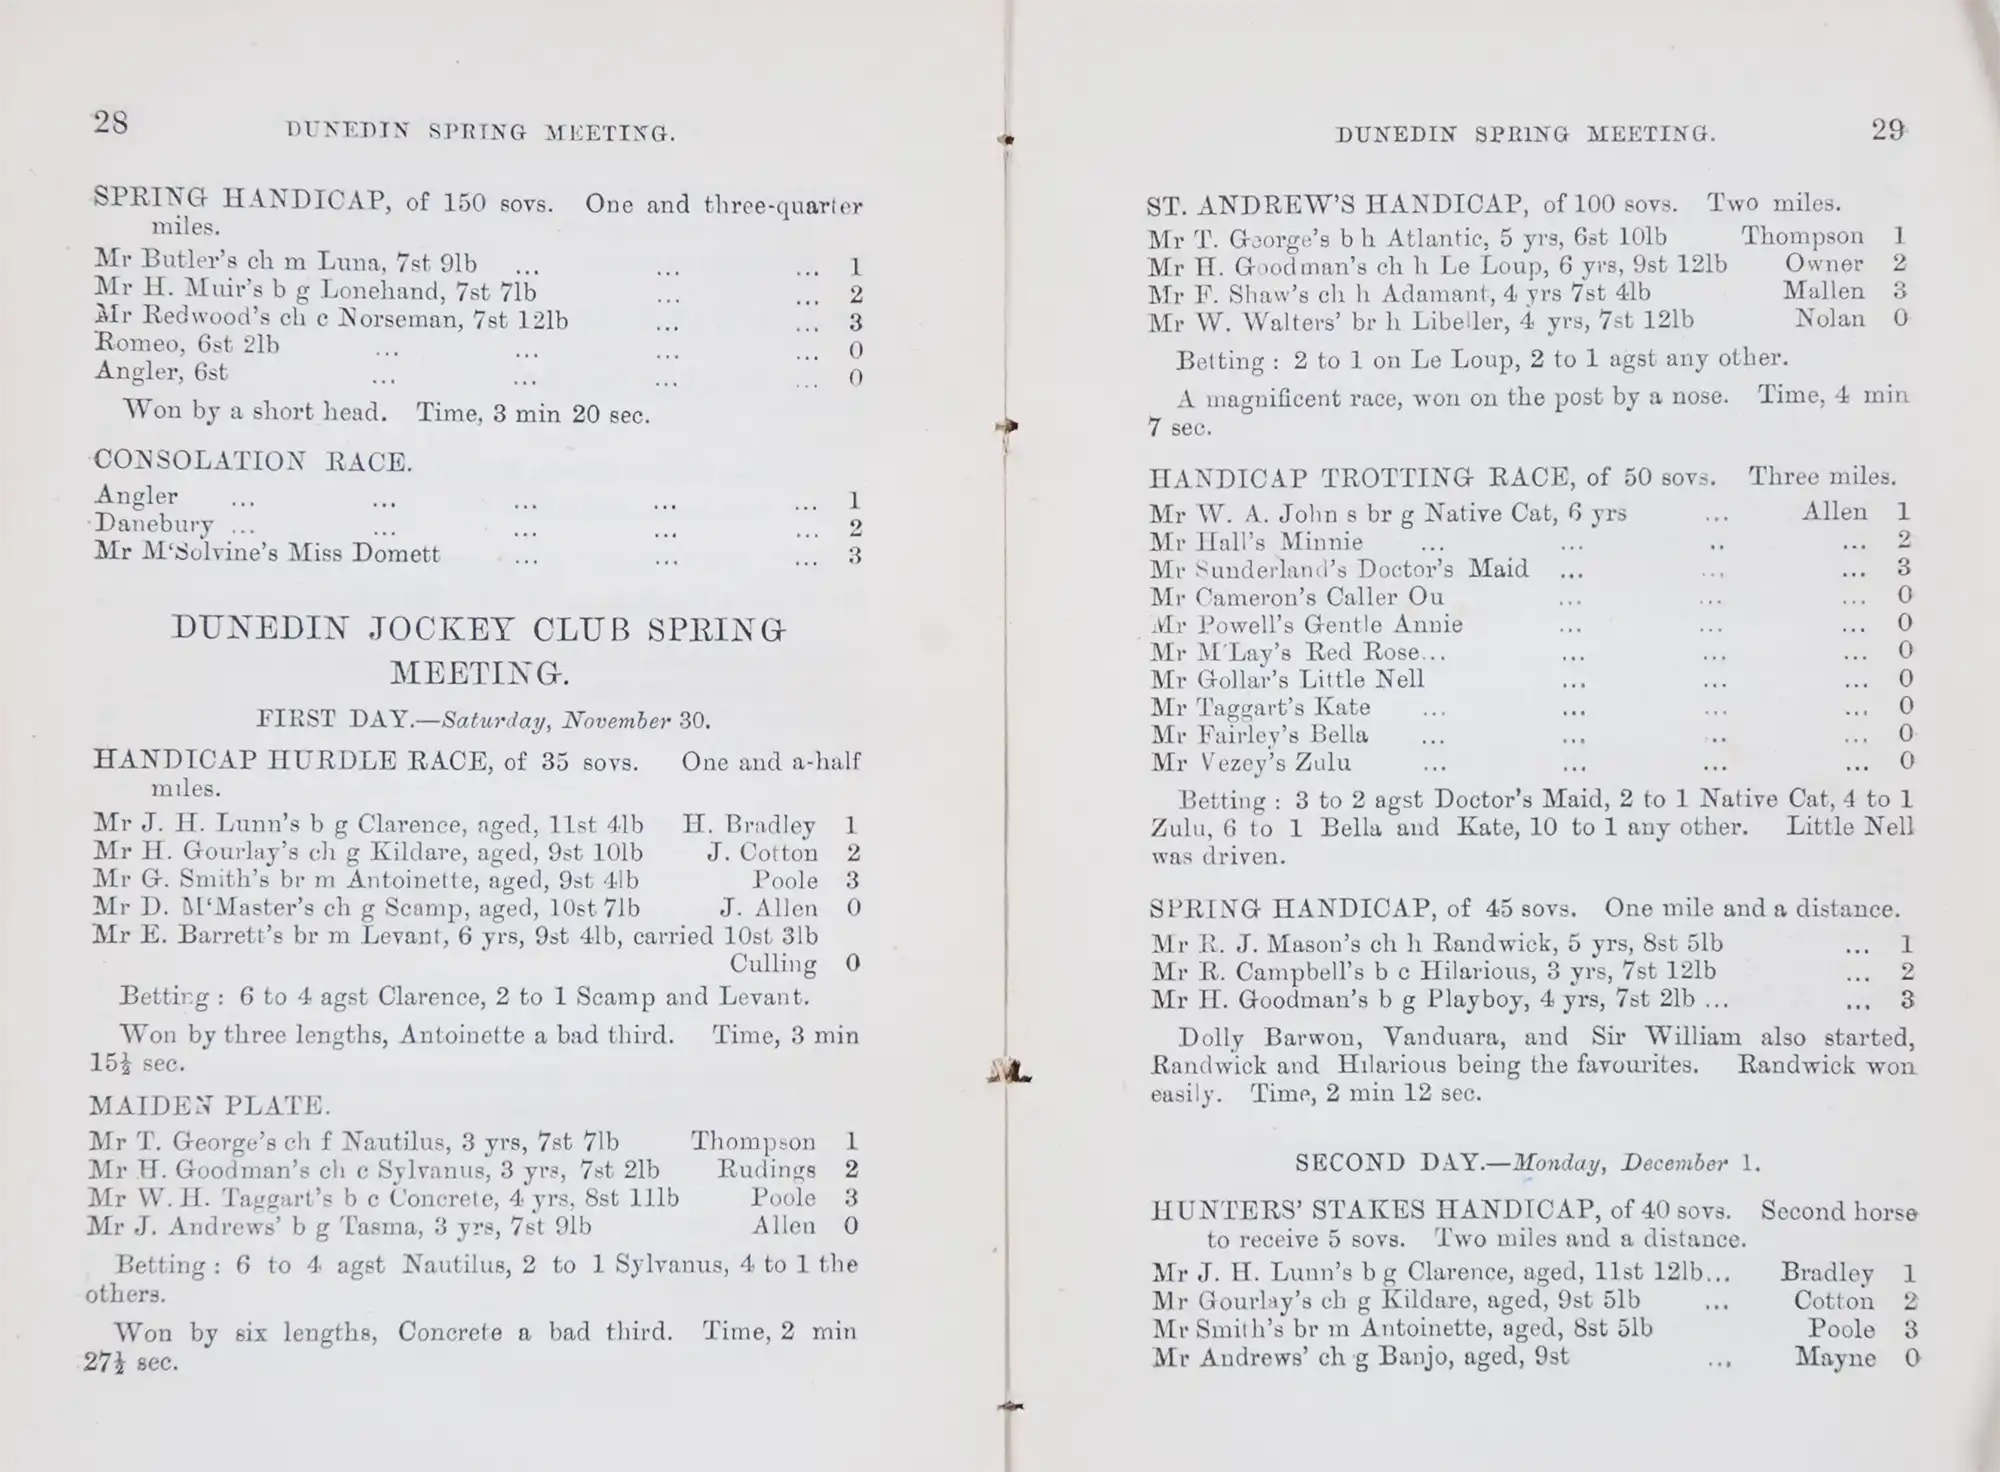 28
DUNEDIN SPRING MEETING.
SPRING HANDICAP, of 150 sovs. One and three-quarter
miles.
Mr Butler's ch m Luna, 7st 9lb ... ... ... 1
Mr H. Muir's b g Lonehand, 7st 7lb ... ... 2
Mr Redwood's ch c Norseman, 7st 12lb ... ... 3
Romeo, 6st 2lb ... ... ... ... 0
Angler, 6st ... ... ... ... 0
Won by a short head. Time, 3 min 20 sec.
CONSOLATION RACE.
Angler ... ... ... ... ... 1
Danebury ... ... ... ... ... 2
Mr M‘Solvine's Miss Domett ... ... ... 3
DUNEDIN JOCKEY CLUB SPRING
MEETING.
FIRST DAY.—Saturday, November 30.
HANDICAP HURDLE RACE, of 35 sovs. One and a-half
miles.
Mr J. H. Lunn's b g Clarence, aged, 11st 4lb H. Bradley 1
Mr H. Gourlay's ch g Kildare, aged, 9st 10lb J. Cotton 2
Mr G. Smith's br m Antoinette, aged, 9st 4lb Poole 3
Mr D. M‘Master's ch g Scamp, aged, 10st 7lb J. Allen 0
Mr E. Barrett's br m Levant, 6 yrs, 9st 4lb, carried 10st 3lb
Culling 0
Betting : 6 to 4 agst Clarence, 2 to 1 Scamp and Levant.
Won by three lengths, Antoinette a bad third. Time, 3 min
15½ sec.
MAIDEN PLATE.
Mr T. George's ch f Nautilus, 3 yrs, 7st 7lb Thompson 1
Mr H. Goodman's ch c Sylvanus, 3 yrs, 7st 2lb Rudings 2
Mr W. H. Taggart's b c Concrete, 4 yrs, 8st 11lb Poole 3
Mr J. Andrews' b g Tasma, 3 yrs, 7st 9lb Allen 0
Betting : 6 to 4 agst Nautilus, 2 to 1 Sylvanus, 4 to 1 the
others.
Won by six lengths, Concrete a bad third. Time, 2 min
27½ sec.
DUNEDIN SPRING MEETING.
29
ST. ANDREW'S HANDICAP, of 100 sovs. Two miles.
Mr T. George's b h Atlantic, 5 yrs, 6st 10lb Thompson 1
Mr H. Goodman's ch h Le Loup, 6 yrs, 9st 12lb Owner 2
Mr F. Shaw's ch h Adamant, 4 yrs 7st 4lb Mallen 3
Mr W. Walters' br h Libeller, 4 yrs, 7st 12lb Nolan 0
Betting : 2 to 1 on Le Loup, 2 to 1 agst any other.
A magnificent race, won on the post by a nose. Time, 4 min
7 sec.
HANDICAP TROTTING RACE, of 50 sovs. Three miles.
Mr W. A. John s br g Native Cat, 6 yrs ... Allen 1
Mr Hall's Minnie ... ... .. ... 2
Mr Sunderland's Doctor's Maid ... ... ... 3
Mr Cameron's Caller Ou ... ... ... 0
Mr Powell's Gentle Annie ... ... ... 0
Mr M'Lay's Red Rose... ... ... ... 0
Mr Gollar's Little Nell ... ... ... 0
Mr Taggart's Kate ... ... ... ... 0
Mr Fairley's Bella ... ... .. ... 0
Mr Vezey's Zulu ... ... ... ... 0
Betting : 3 to 2 agst Doctor's Maid, 2 to 1 Native Cat, 4 to 1
Zulu, 6 to 1 Bella and Kate, 10 to 1 any other. Little Nell
was driven.
SPRING HANDICAP, of 45 sovs. One mile and a distance.
Mr R. J. Mason's ch h Randwick, 5 yrs, 8st 5lb ... 1
Mr R. Campbell's b c Hilarious, 3 yrs, 7st 12lb ... 2
Mr H. Goodman's b g Playboy, 4 yrs, 7st 2lb ... ... 3
Dolly Barwon, Vanduara, and Sir William also started,
Randwick and Hilarious being the favourites. Randwick won
easily. Time, 2 min 12 sec.
SECOND DAY.—Monday, December 1.
HUNTERS' STAKES HANDICAP, of 40 sovs. Second horse
to receive 5 sovs. Two miles and a distance.
Mr J. H. Lunn's b g Clarence, aged, 11st 12lb... Bradley 1
Mr Gourlay's ch g Kildare, aged, 9st 5lb ... Cotton 2
Mr Smith's br m Antoinette, aged, 8st 5lb Poole 3
Mr Andrews' ch g Banjo, aged, 9st ... Mayne 0